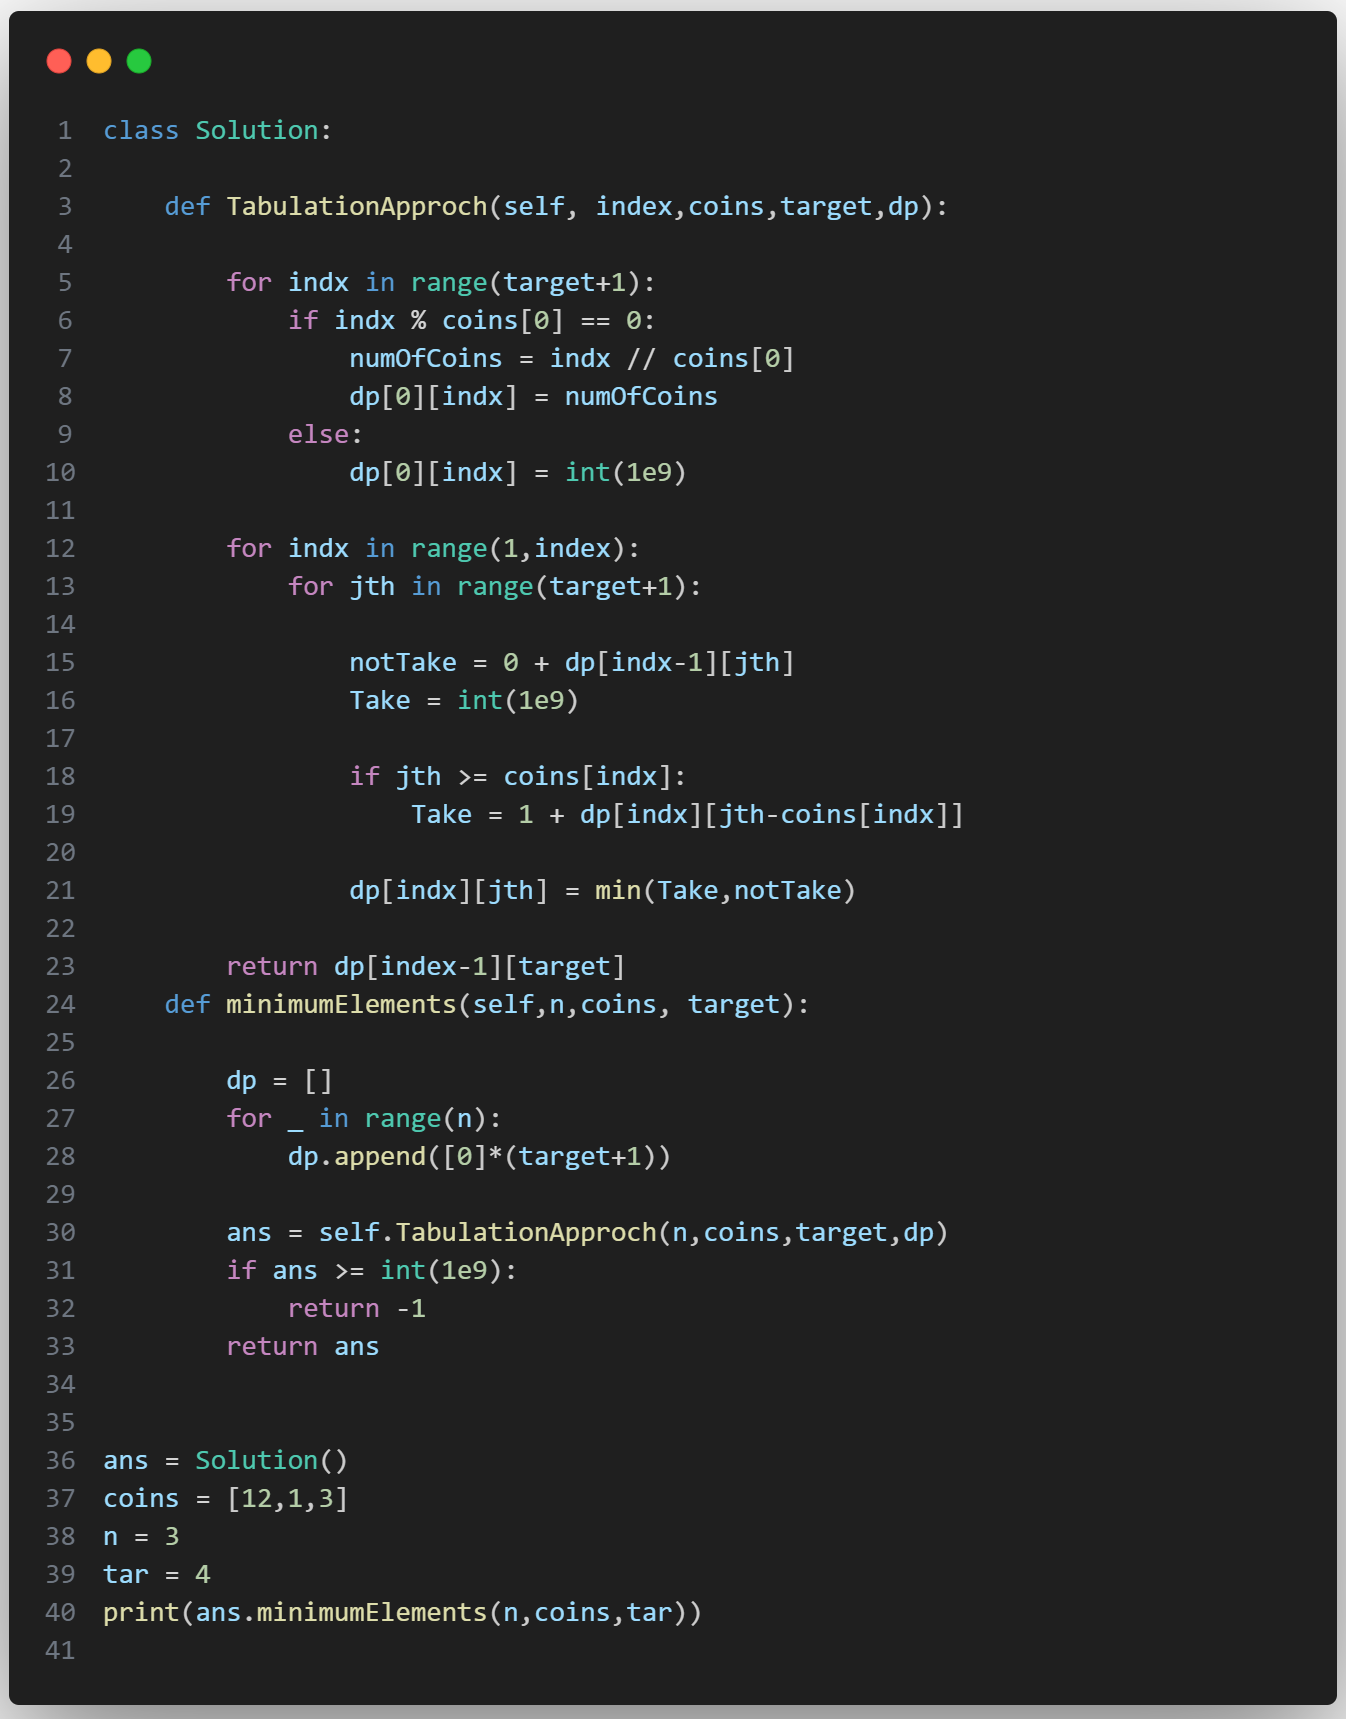 1 class Solution:
2
3     def TabulationApproch(self, index,coins,target,dp):
4
5         for indx in range(target+1):
6             if indx % coins[0] == 0:
7                 numOfCoins = indx // coins[0]
8                 dp[0][indx] = numOfCoins
9             else:
10                 dp[0][indx] = int(1e9)
11
12         for indx in range(1,index):
13             for jth in range(target+1):
14
15                 notTake = 0 + dp[indx-1][jth]
16                 Take = int(1e9)
17
18                 if jth >= coins[indx]:
19                     Take = 1 + dp[indx][jth-coins[indx]]
20
21                 dp[indx][jth] = min(Take,notTake)
22
23         return dp[index-1][target]
24     def minimumElements(self,n,coins, target):
25
26         dp = []
27         for _ in range(n):
28             dp.append([0]*(target+1))
29
30         ans = self.TabulationApproch(n,coins,target,dp)
31         if ans >= int(1e9):
32             return -1
33         return ans
34
35
36 ans = Solution()
37 coins = [12,1,3]
38 n = 3
39 tar = 4
40 print(ans.minimumElements(n,coins,tar))
41